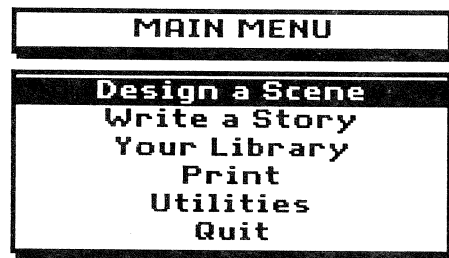 MAIN MENU
Design a Scene
Write a Story
Your Library
Print
Utilities
Quit